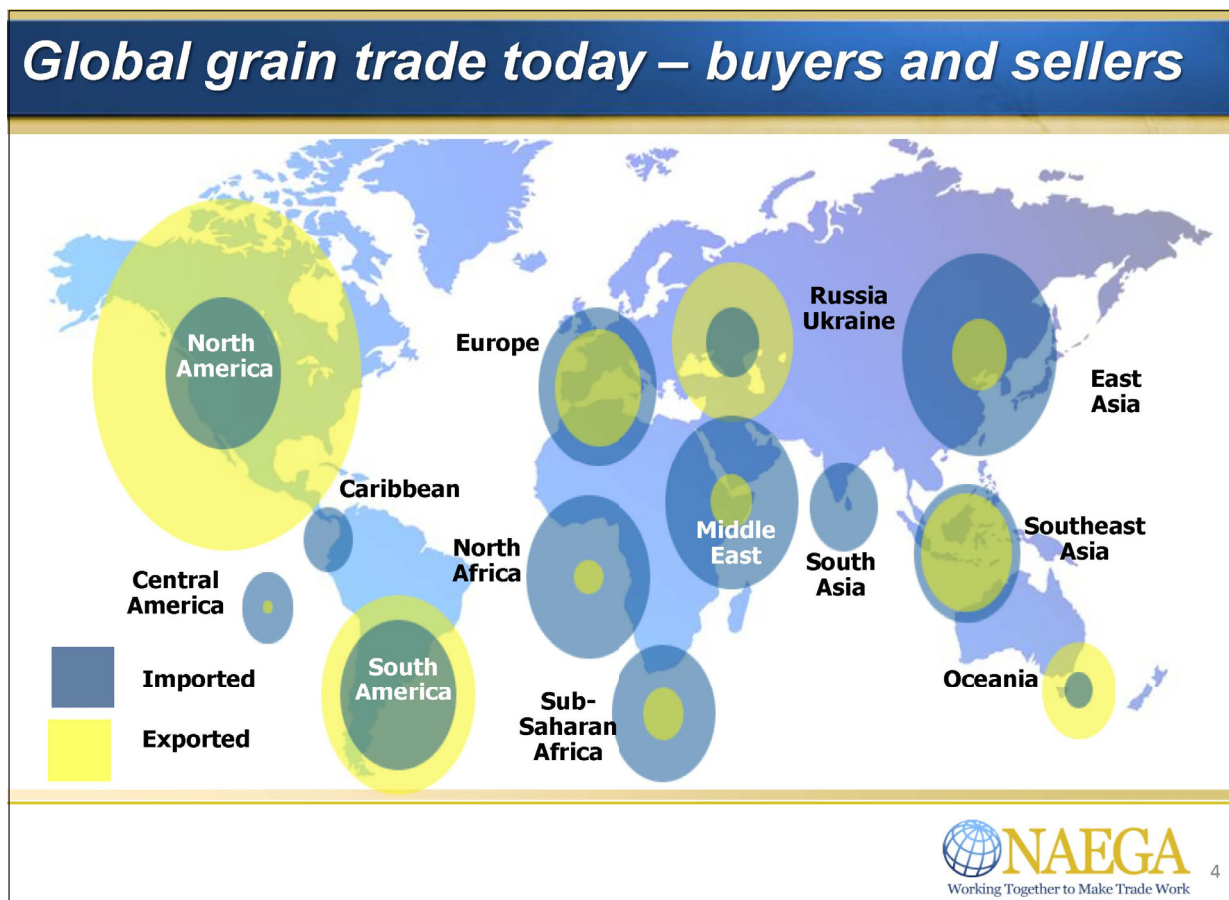 Global grain trade today – buyers and sellers
North
America
Europe
Russia
Ukraine
East
Asia
Caribbean
North
Africa
Middle
East
South
Asia
Southeast
Asia
Central
America
South
America
Sub-
Saharan
Africa
Oceania
Imported
Exported
NAEGA
Working Together to Make Trade Work
4